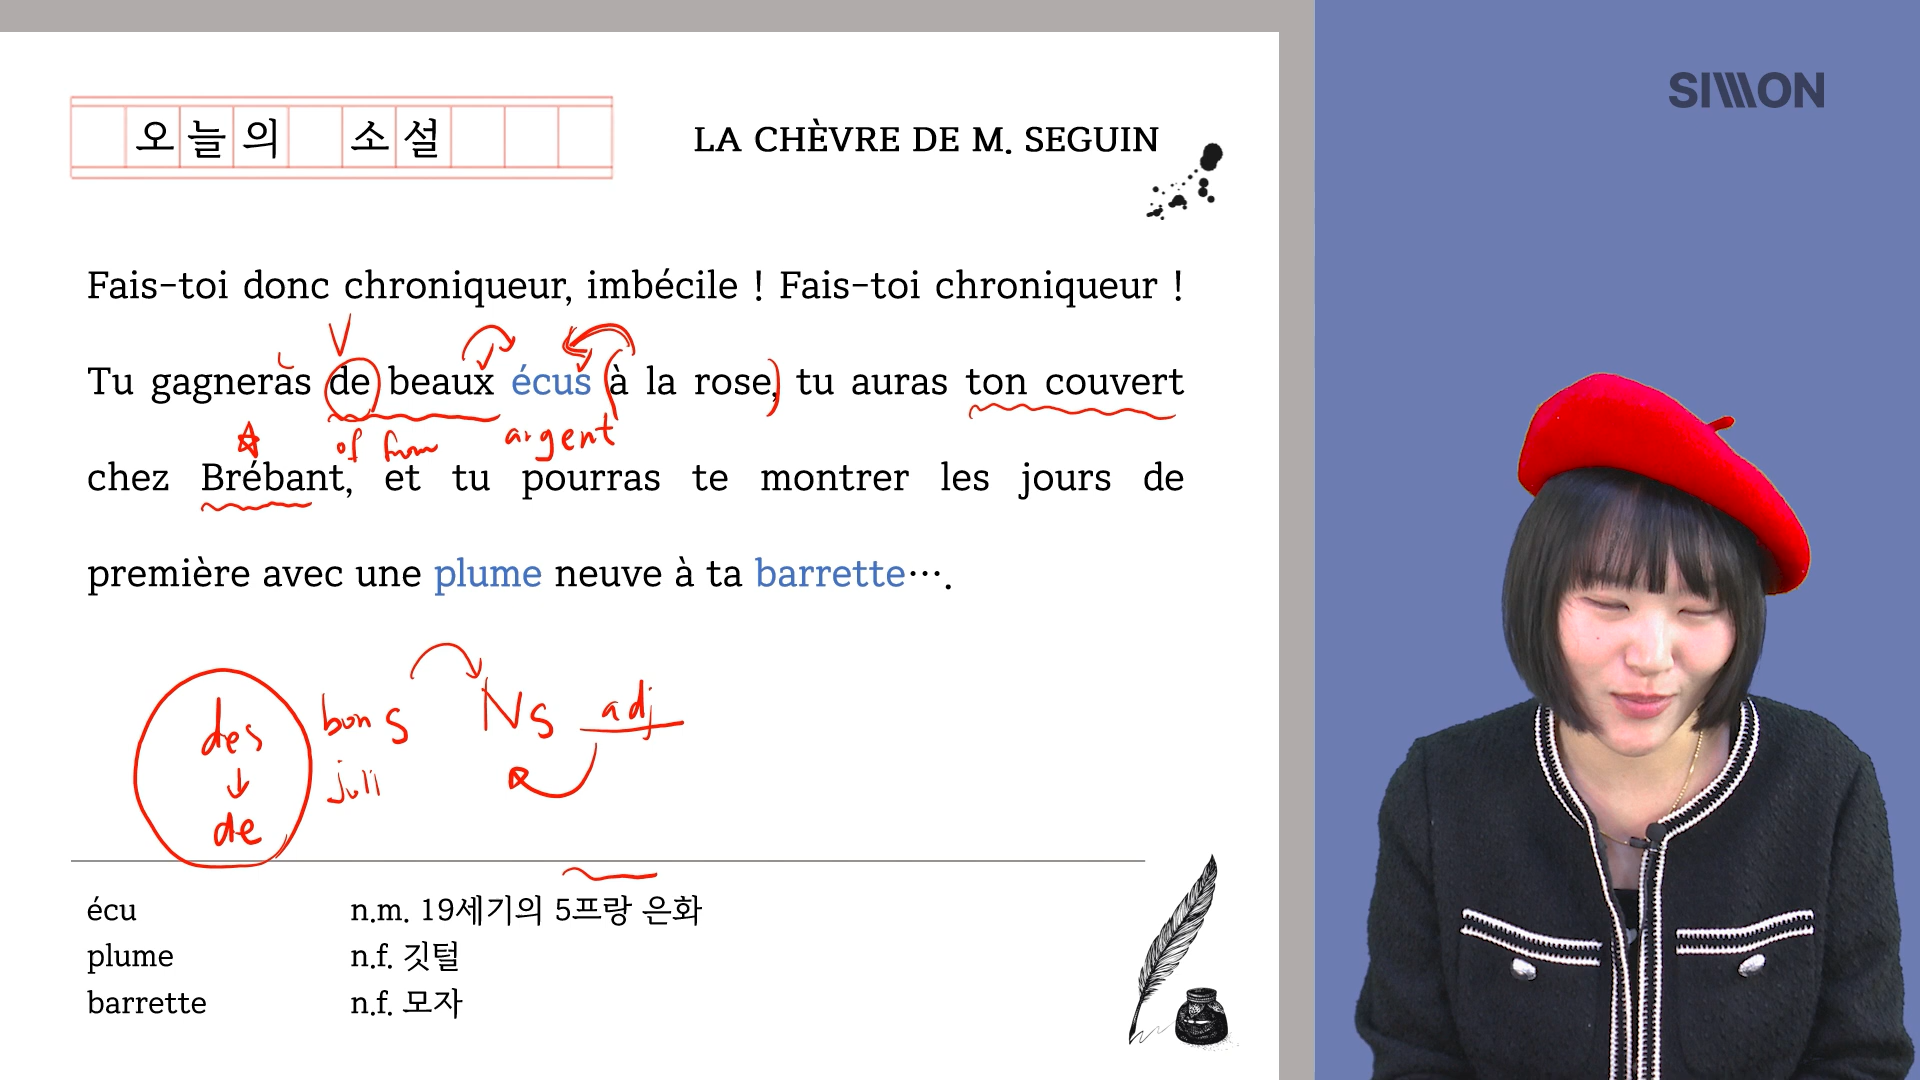 SIMON
오늘의 소설
LA CHÈVRE DE M. SEGUIN
Fais-toi donc chroniqueur, imbécile ! Fais-toi chroniqueur !
Tu gagneras de beaux écus à la rose, tu auras ton couvert
of from argent
chez Brébant, et tu pourras te montrer les jours de
première avec une plume neuve à ta barrette….
des bons Ns adj
↓ joli
de
écu n.m. 19세기의 5프랑 은화
plume n.f. 깃털
barrette n.f. 모자